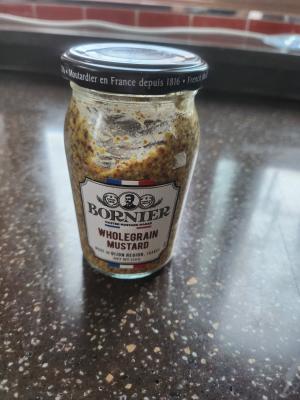 Moutardier en France depuis 1816 • French M
BORNIER
WHOLEGRAIN
MUSTARD
MADE IN DIJON REGION, FRANCE